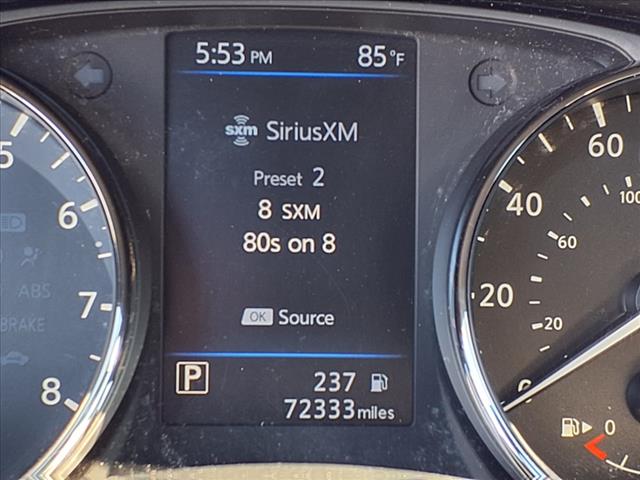 5:53 PM 85°F
sxm SiriusXM
Preset 2
8 SXM
80s on 8
OK Source
P 237
72333 miles
5
6
7
8
ABS
BRAKE
60
40
20
0
100
60
20
0